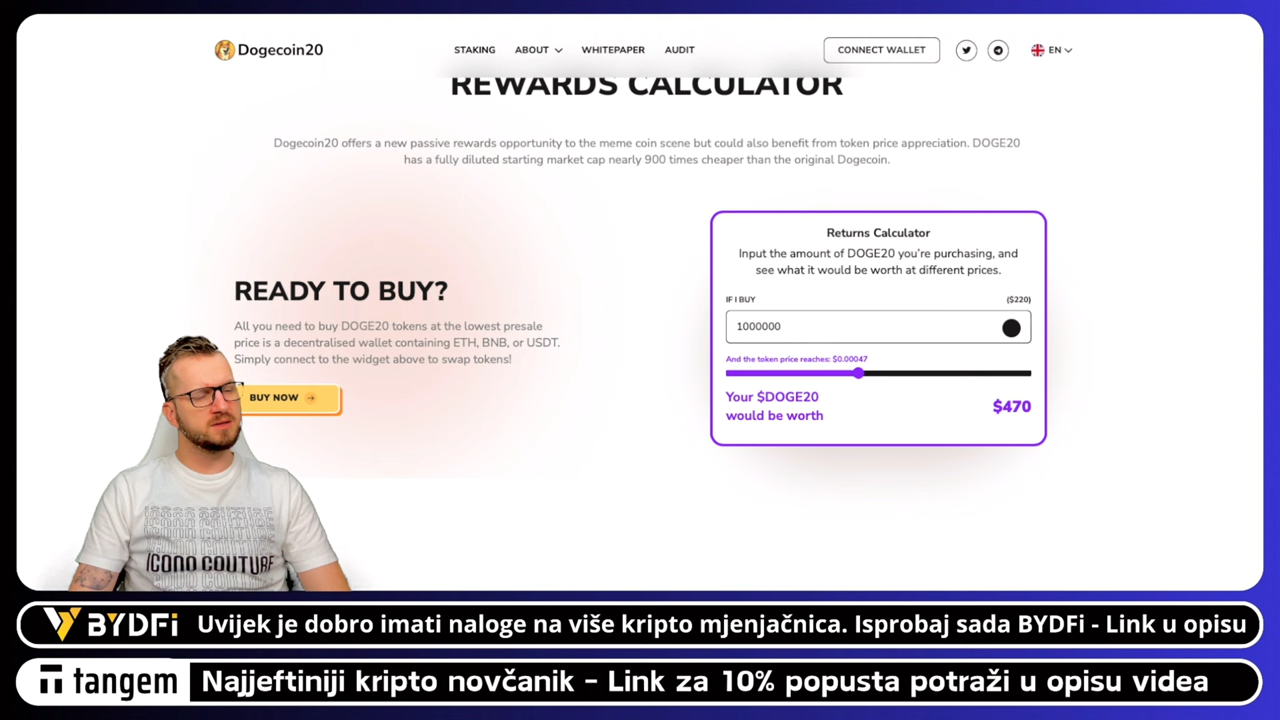 Dogecoin20
STAKING
ABOUT
WHITEPAPER
AUDIT
CONNECT WALLET
EN
REWARDS CALCULATOR
Dogecoin20 offers a new passive rewards opportunity to the meme coin scene but could also benefit from token price appreciation. DOGE20
has a fully diluted starting market cap nearly 900 times cheaper than the original Dogecoin.
READY TO BUY?
All you need to buy DOGE20 tokens at the lowest presale
price is a decentralised wallet containing ETH, BNB, or USDT.
Simply connect to the widget above to swap tokens!
BUY NOW
Returns Calculator
Input the amount of DOGE20 you're purchasing, and
see what it would be worth at different prices.
IF I BUY
($220)
1000000
And the token price reaches: $0.00047
Your $DOGE20
would be worth
$470
ICONO COUTURE
BYDFi
Uvijek je dobro imati naloge na više kripto mjenjačnica. Isprobaj sada BYDFi - Link u opisu
tangem
Najjeftiniji kripto novčanik - Link za 10% popusta potraži u opisu videa